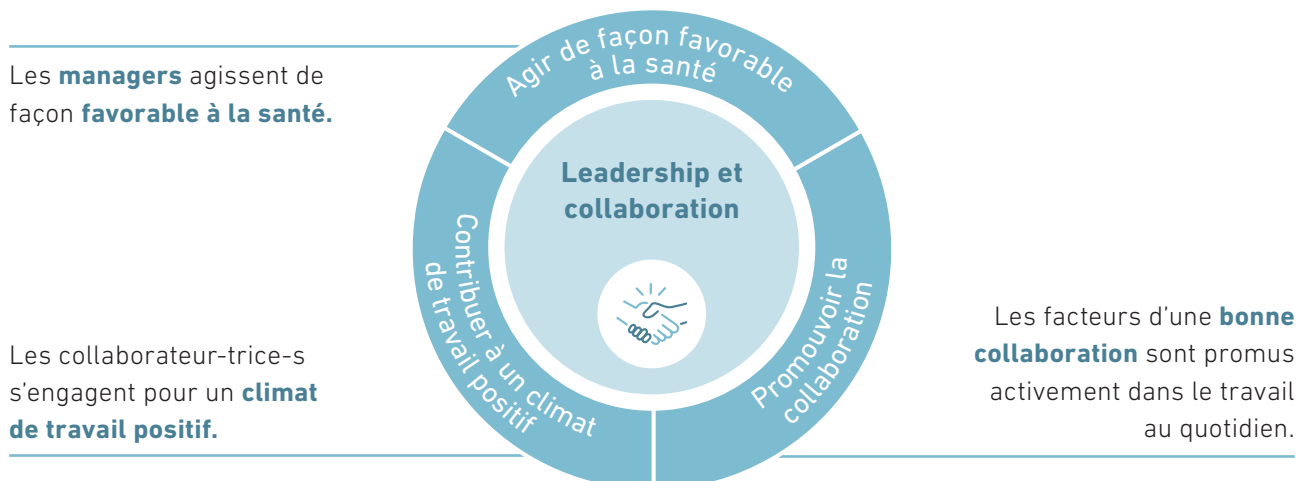 Agir de façon favorable
à la santé
Les managers agissent de
façon favorable à la santé.
Leadership et
collaboration
Contribuer à un climat
de travail positif
Promouvoir la
collaboration
Les collaborateur-trice-s
s'engagent pour un climat
de travail positif.
Les facteurs d'une bonne
collaboration sont promus
activement dans le travail
au quotidien.